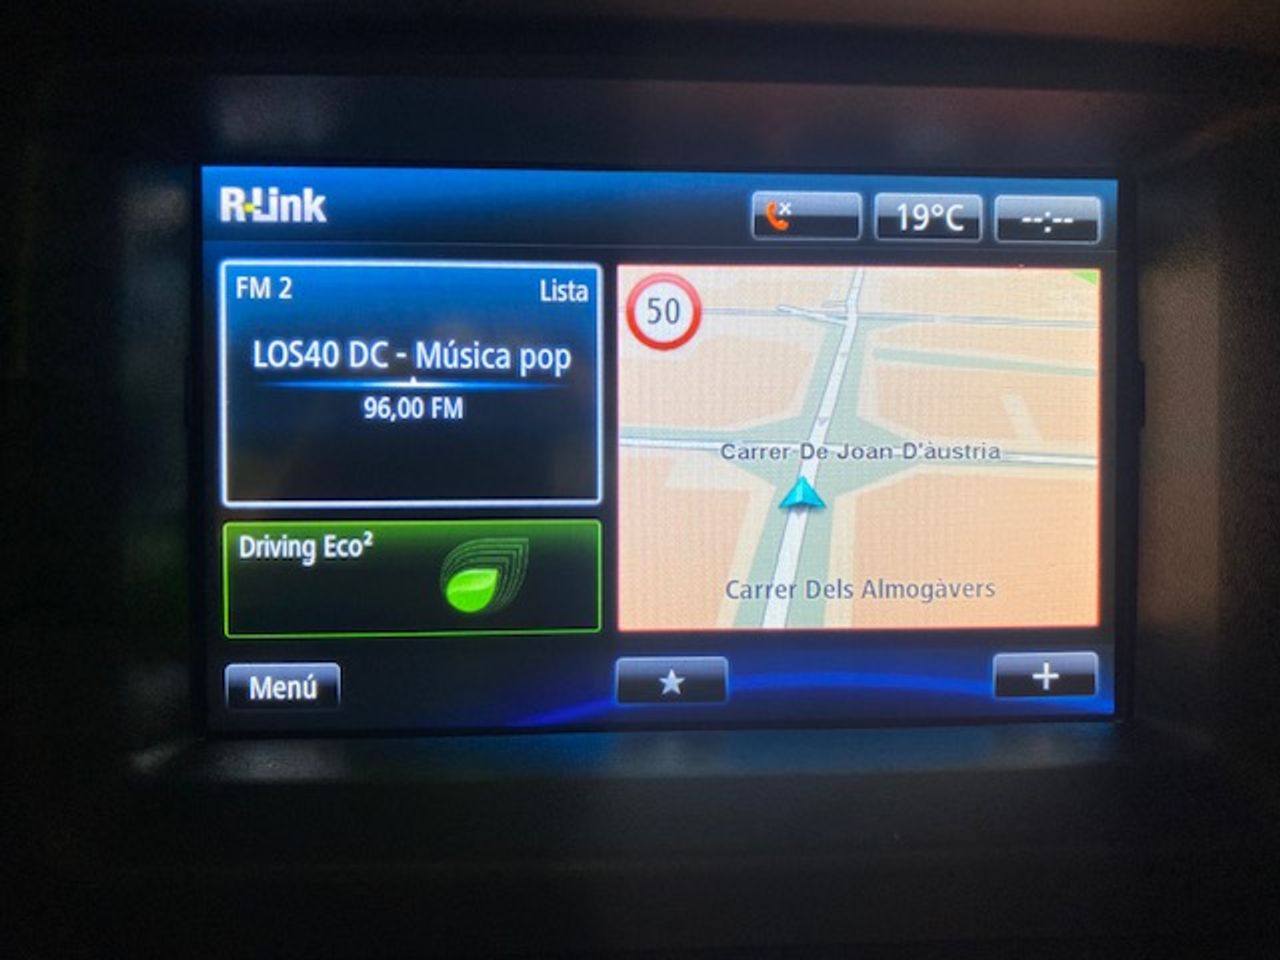 R-Link
19°C
--:--
FM 2
Lista
LOS40 DC - Música pop
96,00 FM
50
Carrer De Joan D'àustria
Carrer Dels Almogàvers
Driving Eco²
Menú